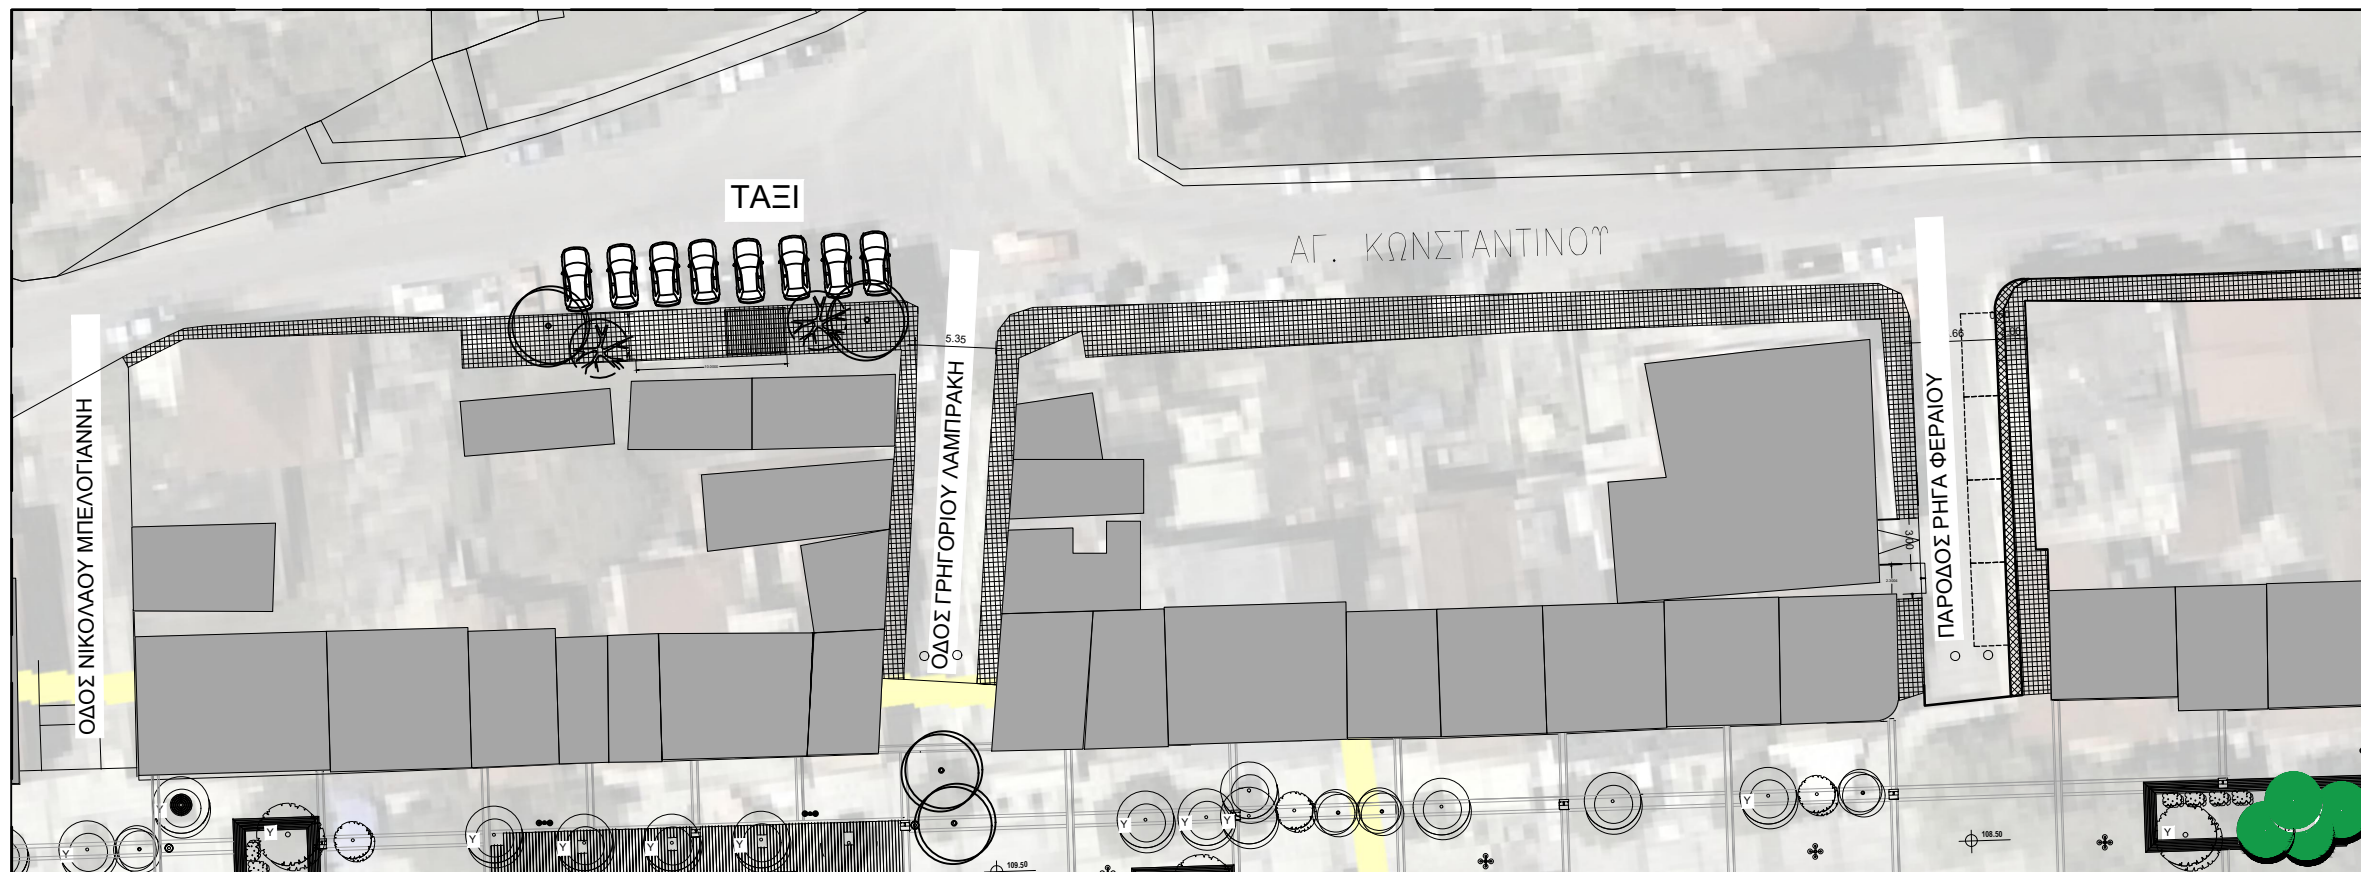 ΤΑΞΙ
ΑΓ. ΚΩΝΣΤΑΝΤΙΝΟΥ
5.35
.66
ΟΔΟΣ ΝΙΚΟΛΑΟΥ ΜΠΕΛΟΓΙΑΝΝΗ
ΟΔΟΣ ΓΡΗΓΟΡΙΟΥ ΛΑΜΠΡΑΚΗ
ΠΑΡΟΔΟΣ ΡΗΓΑ ΦΕΡΑΙΟΥ
3.00
Υ
Υ
Υ
Υ
Υ
Υ
Υ
Υ
Υ
Υ
Υ
108.50
109.50